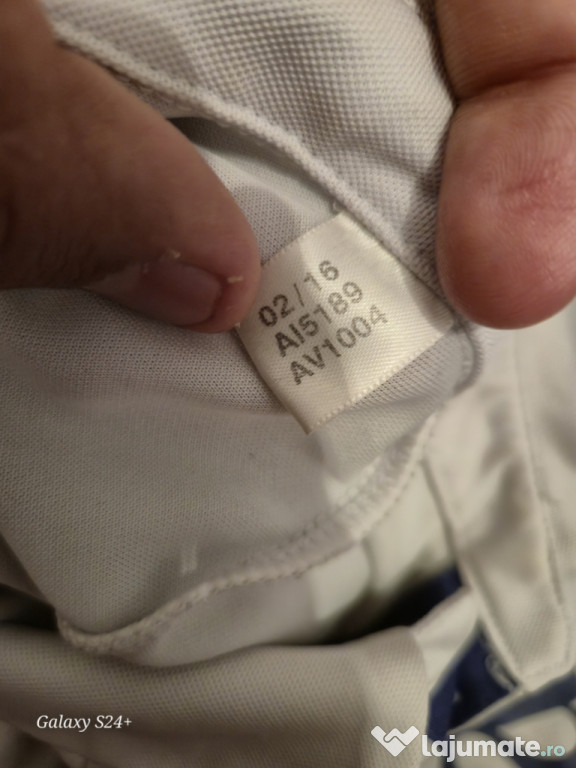 02/16
AI5189
AV1004
Galaxy S24+
lajumate.ro